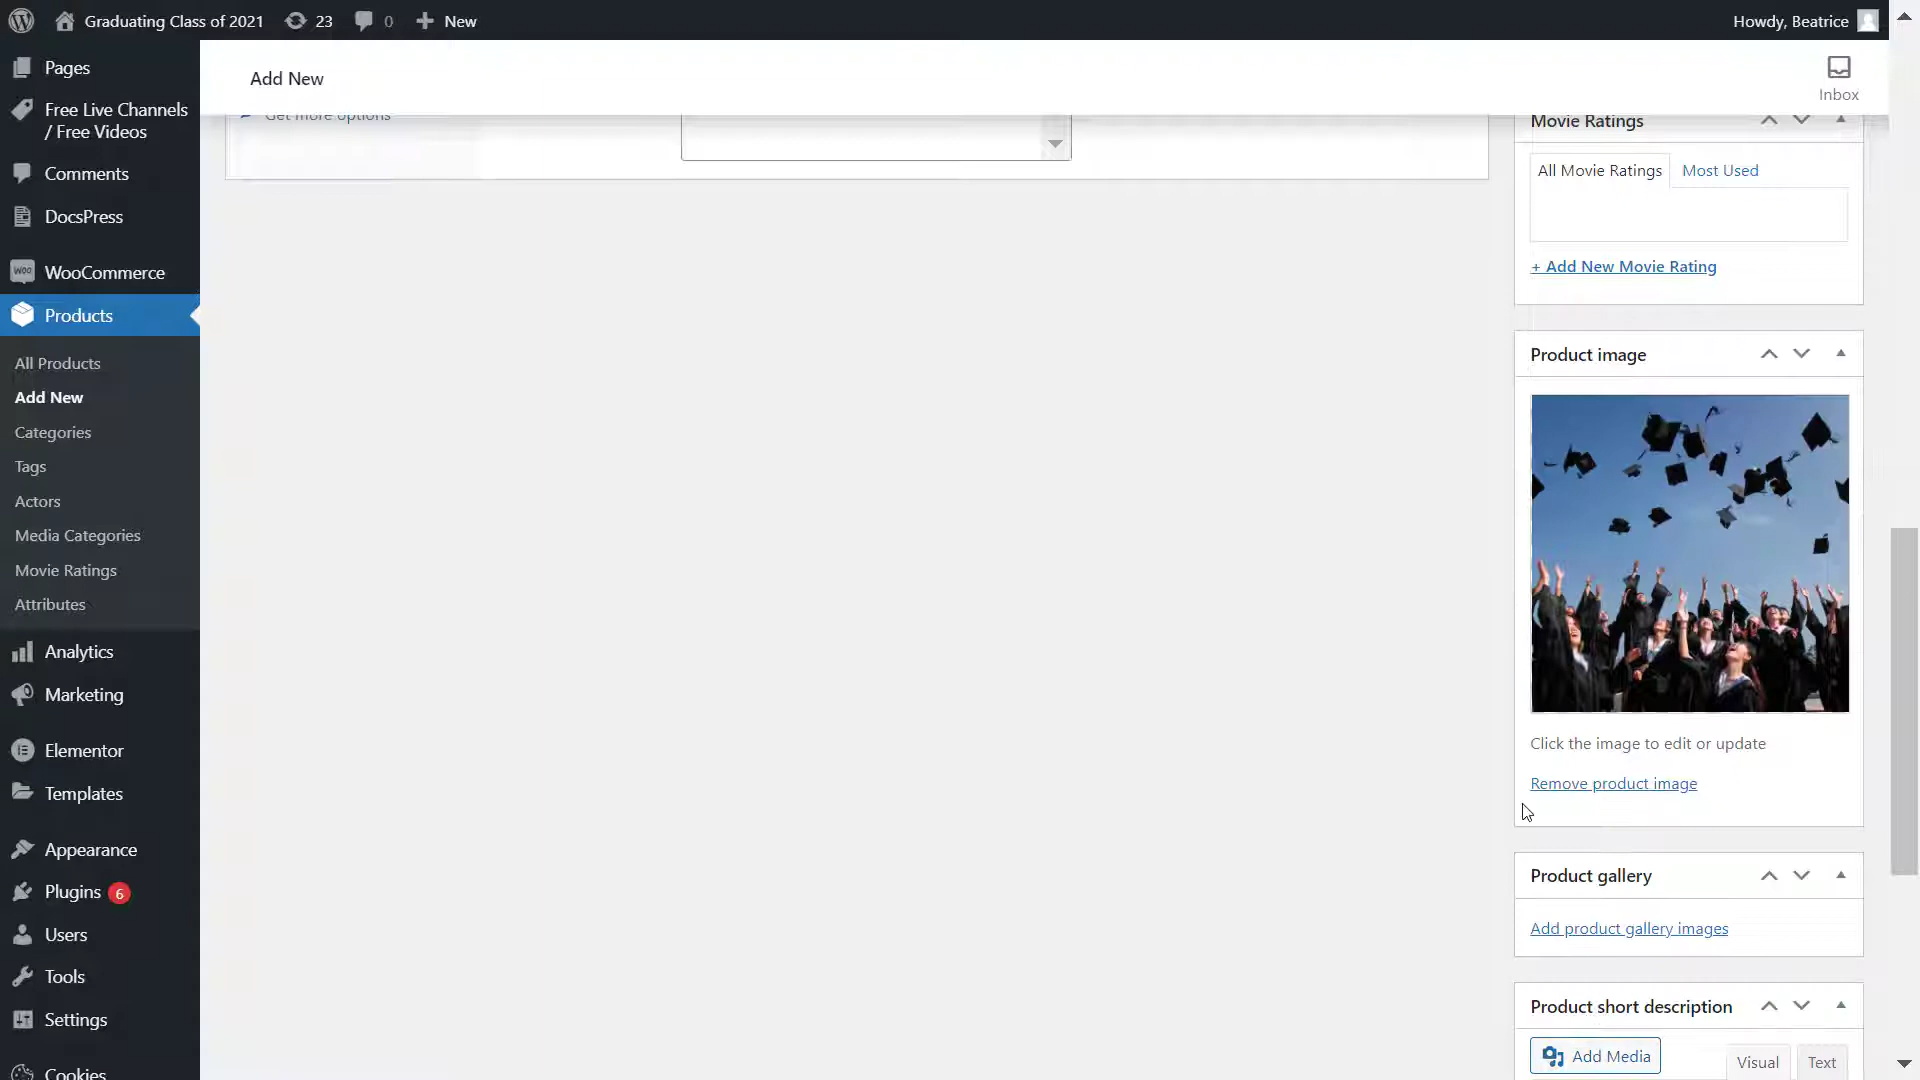 Graduating Class of 2021
23
0
New
Howdy, Beatrice
Pages
Free Live Channels
/ Free Videos
Comments
DocsPress
WooCommerce
Products
All Products
Add New
Categories
Tags
Actors
Media Categories
Movie Ratings
Attributes
Analytics
Marketing
Elementor
Templates
Appearance
Plugins 6
Users
Tools
Settings
Cookies
Add New
Inbox
Get more options
Movie Ratings
All Movie Ratings
Most Used
+ Add New Movie Rating
Product image
Click the image to edit or update
Remove product image
Product gallery
Add product gallery images
Product short description
Add Media
Visual
Text